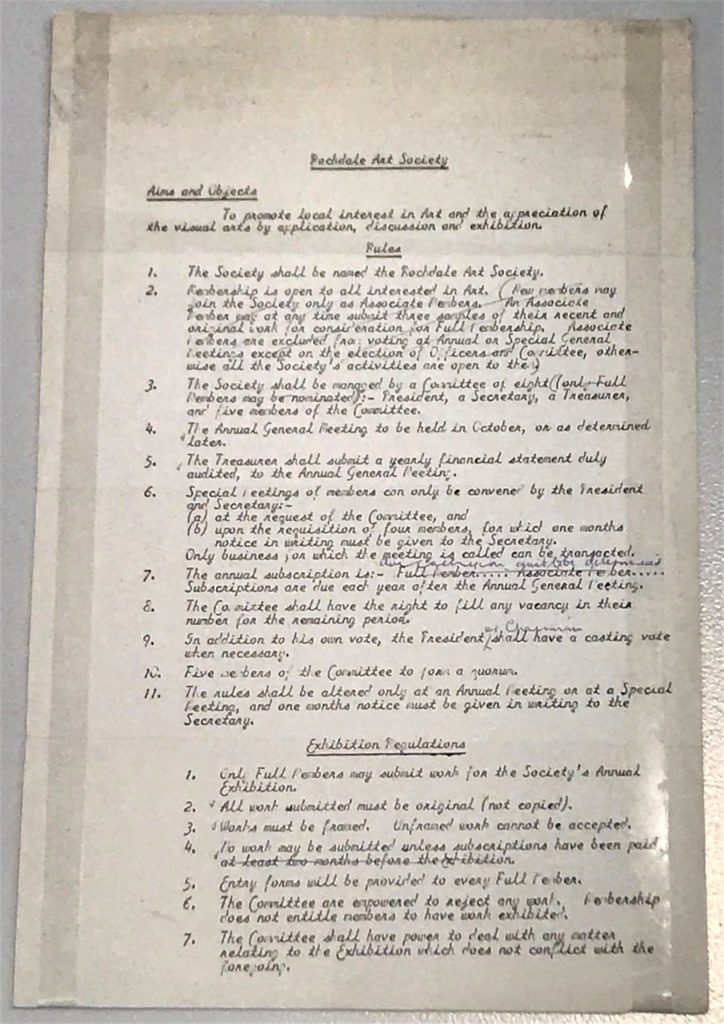 Rochdale Art Society
Aims and Objects
To promote local interest in Art and the appreciation of
the visual arts by application, discussion and exhibition.
Rules
1. The Society shall be named the Rochdale Art Society.
2. Membership is open to all interested in Art. (New members may
join the Society only as Associate Members. An Associate
Member may at any time submit three samples of their recent and
original work for consideration for Full Membership. Associate
Members are excluded from voting at Annual or Special General
Meetings except on the election of Officers and Committee, other-
wise all the Society's activities are open to them)
3. The Society shall be managed by a Committee of eight (only Full
Members may be nominated):- President, a Secretary, a Treasurer,
and five members of the Committee.
4. The Annual General Meeting to be held in October, or as determined
later.
5. The Treasurer shall submit a yearly financial statement duly
audited, to the Annual General Meeting.
6. Special Meetings of members can only be convened by the President
and Secretary:-
(a) at the request of the Committee, and
(b) upon the requisition of four members, for which one months
notice in writing must be given to the Secretary.
Only business for which the meeting is called can be transacted.
7. The annual subscription is:- Full Member..... Associate Member.....
Subscriptions are due each year after the Annual General Meeting.
8. The Committee shall have the right to fill any vacancy in their
number for the remaining period.
or Chairman
9. In addition to his own vote, the President shall have a casting vote
when necessary.
10. Five members of the Committee to form a quorum.
11. The rules shall be altered only at an Annual Meeting or at a Special
Meeting, and one months notice must be given in writing to the
Secretary.
Exhibition Regulations
1. Only Full Members may submit work for the Society's Annual
Exhibition.
2. All work submitted must be original (not copied).
3. Works must be framed. Unframed work cannot be accepted.
4. No work may be submitted unless subscriptions have been paid
at least two months before the Exhibition.
5. Entry forms will be provided to every Full Member.
6. The Committee are empowered to reject any work. Membership
does not entitle members to have work exhibited.
7. The Committee shall have power to deal with any matter
relating to the Exhibition which does not conflict with the
foregoing.